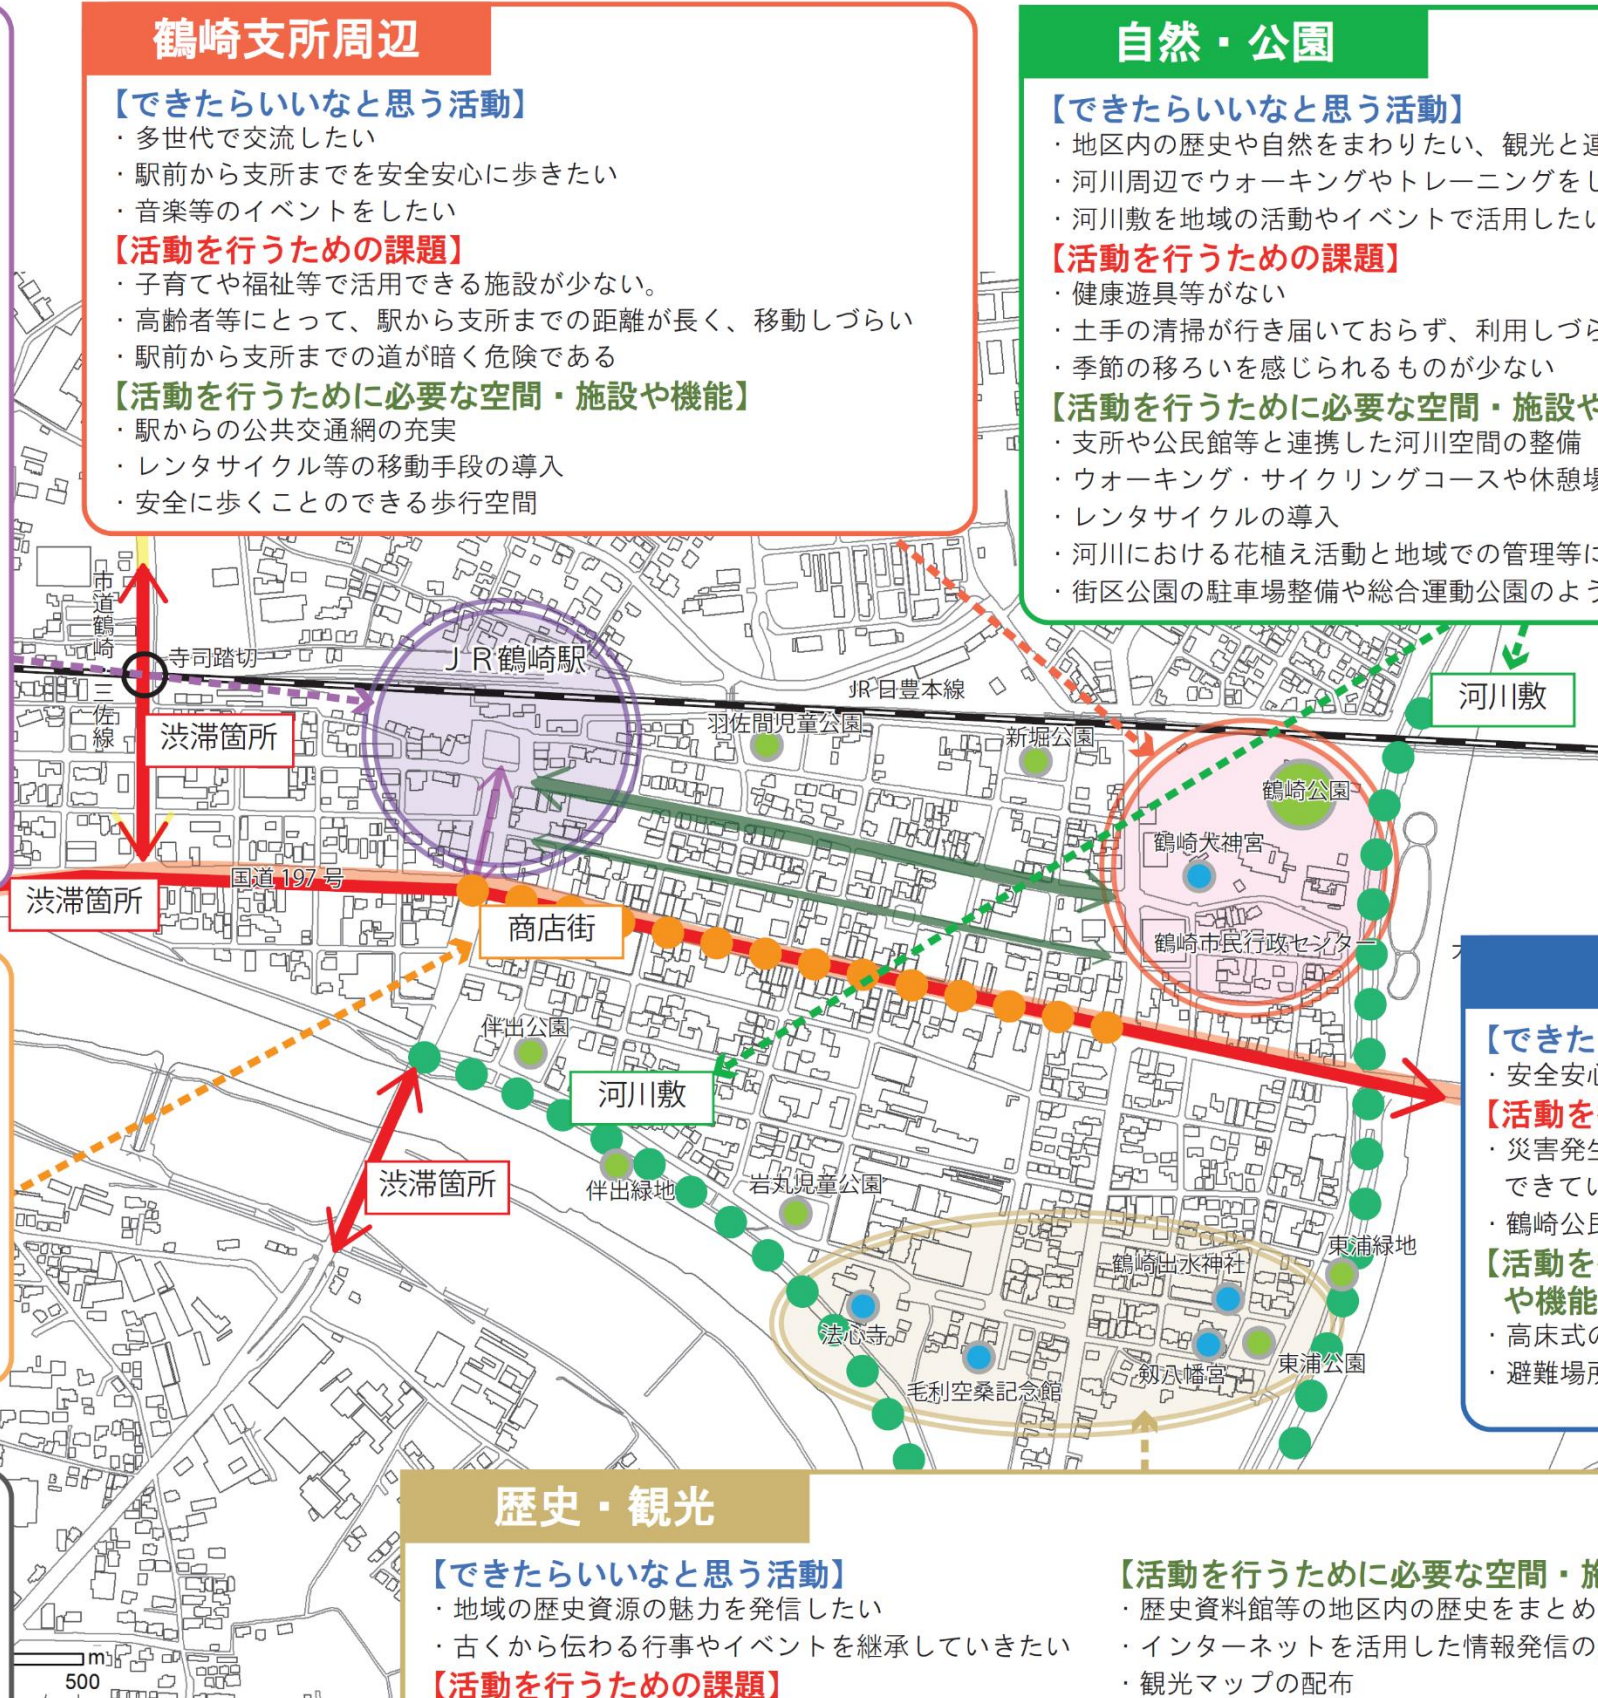 鶴崎支所周辺
【できたらいいなと思う活動】
・多世代で交流したい
・駅前から支所までを安全安心に歩きたい
・音楽等のイベントをしたい
【活動を行うための課題】
・子育てや福祉等で活用できる施設が少ない。
・高齢者等にとって、駅から支所までの距離が長く、移動しづらい
・駅前から支所までの道が暗く危険である
【活動を行うために必要な空間・施設や機能】
・駅からの公共交通網の充実
・レンタサイクル等の移動手段の導入
・安全に歩くことのできる歩行空間
自然・公園
【できたらいいなと思う活動】
・地区内の歴史や自然をまわりたい、観光と連
・河川周辺でウォーキングやトレーニングをし
・河川敷を地域の活動やイベントで活用したい
【活動を行うための課題】
・健康遊具等がない
・土手の清掃が行き届いておらず、利用しづら
・季節の移ろいを感じられるものが少ない
【活動を行うために必要な空間・施設や
・支所や公民館等と連携した河川空間の整備
・ウォーキング・サイクリングコースや休憩場
・レンタサイクルの導入
・河川における花植え活動と地域での管理等に
・街区公園の駐車場整備や総合運動公園のよう
市道鶴崎・三佐線
寺司踏切
JR鶴崎駅
JR日豊本線
河川敷
渋滞箇所
羽佐間児童公園
新堀公園
鶴崎公園
鶴崎大神宮
国道197号
渋滞箇所
商店街
鶴崎市民行政センター
伴出公園
河川敷
渋滞箇所
伴出緑地
岩丸児童公園
東浦緑地
鶴崎出水神社
法心寺
毛利空桑記念館
剱八幡宮
東浦公園
【できた
・安全安心
【活動を
・災害発生
できてい
・鶴崎公民
【活動を
や機能
・高床式の
・避難場所
歴史・観光
【できたらいいなと思う活動】
・地域の歴史資源の魅力を発信したい
・古くから伝わる行事やイベントを継承していきたい
【活動を行うための課題】
【活動を行うために必要な空間・施
・歴史資料館等の地区内の歴史をまとめ
・インターネットを活用した情報発信の
・観光マップの配布
m
500